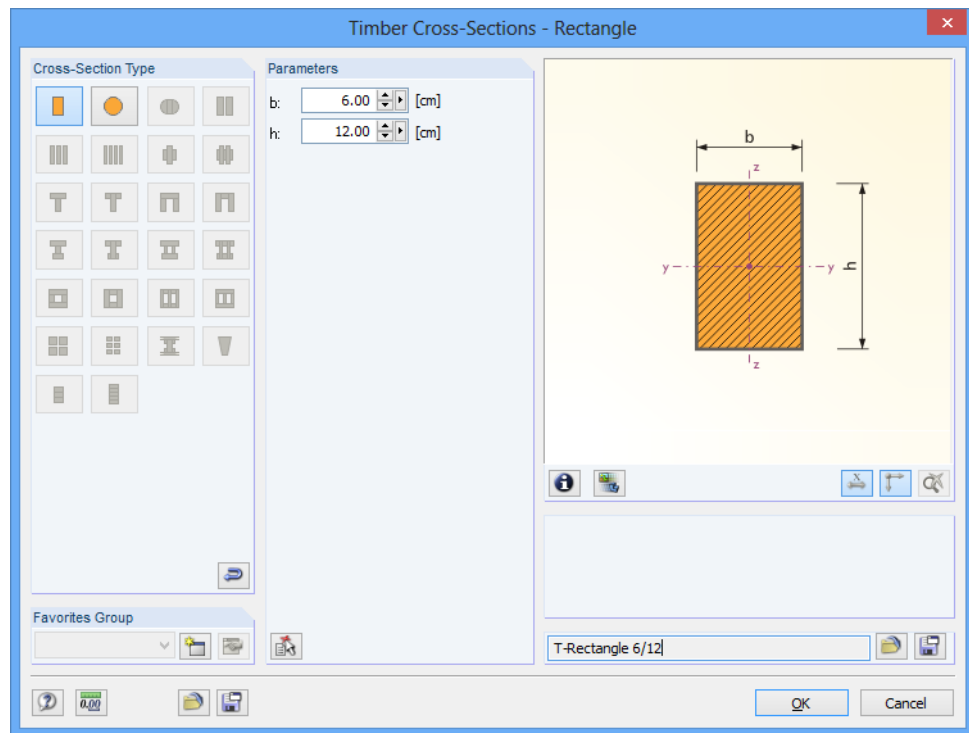 Timber Cross-Sections - Rectangle
Cross-Section Type
Parameters
b: 6.00 [cm]
h: 12.00 [cm]
b
z
y y
h
z
Favorites Group
T-Rectangle 6/12
0.00
OK Cancel